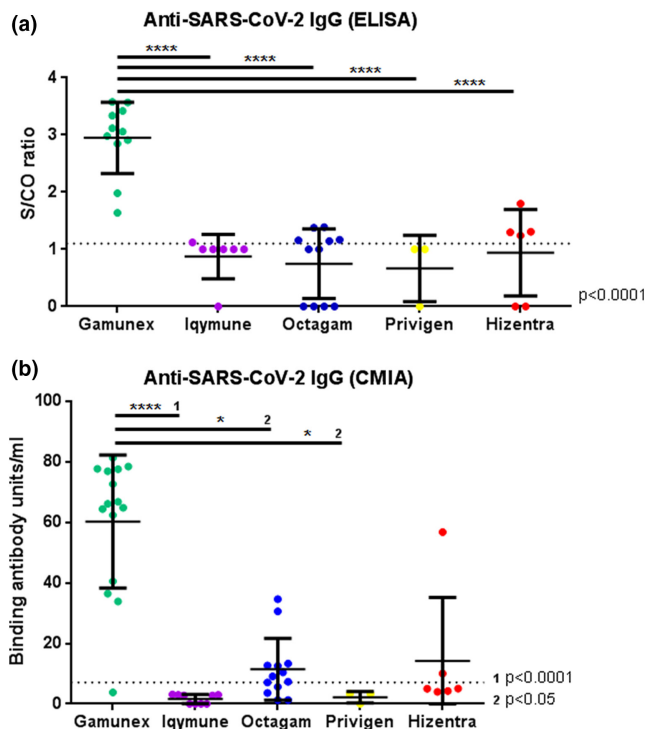 (a)
Anti-SARS-CoV-2 IgG (ELISA)
****
****
****
****
S/CO ratio
4
3
2
1
0
p<0.0001
Gamunex Iqymune Octagam Privigen Hizentra
(b)
Anti-SARS-CoV-2 IgG (CMIA)
**** 1
* 2
* 2
Binding antibody units/ml
100
80
60
40
20
0
1 p<0.0001
2 p<0.05
Gamunex Iqymune Octagam Privigen Hizentra